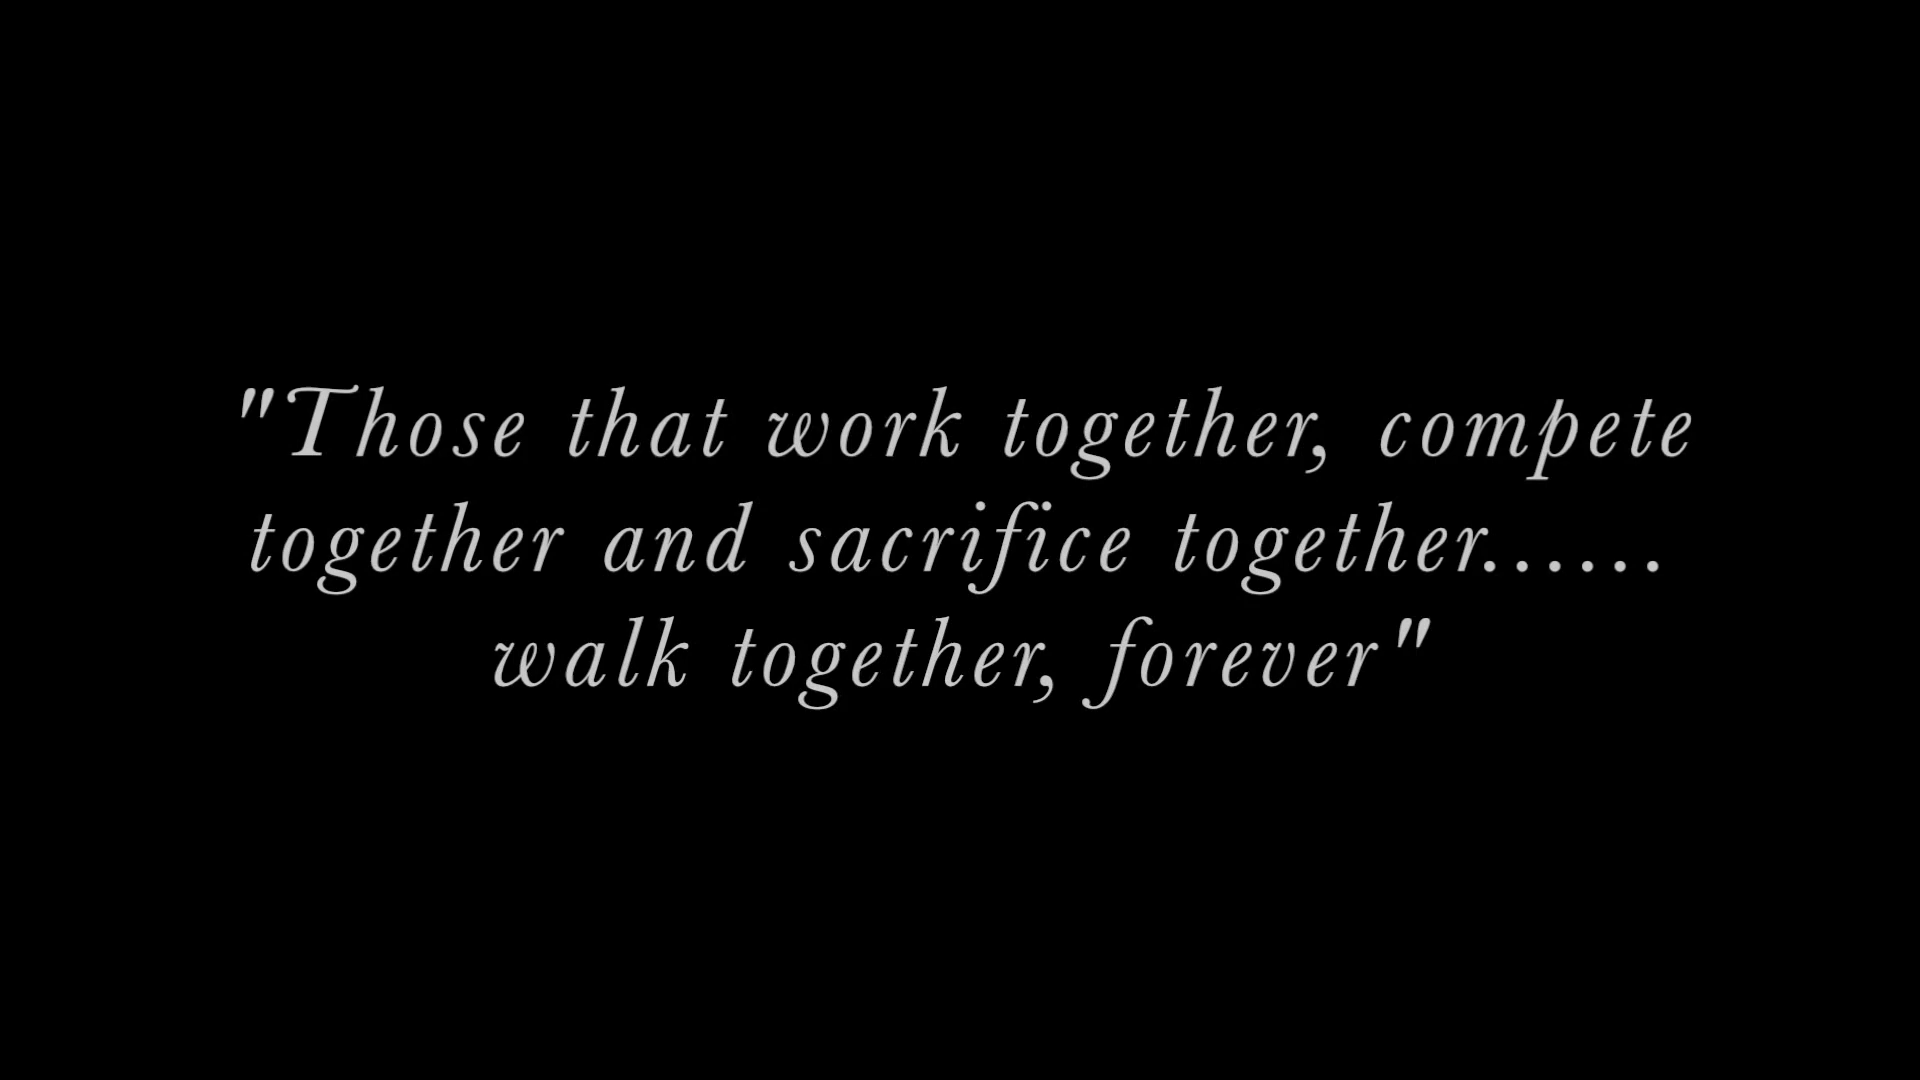 "Those that work together, compete
together and sacrifice together......
walk together, forever"